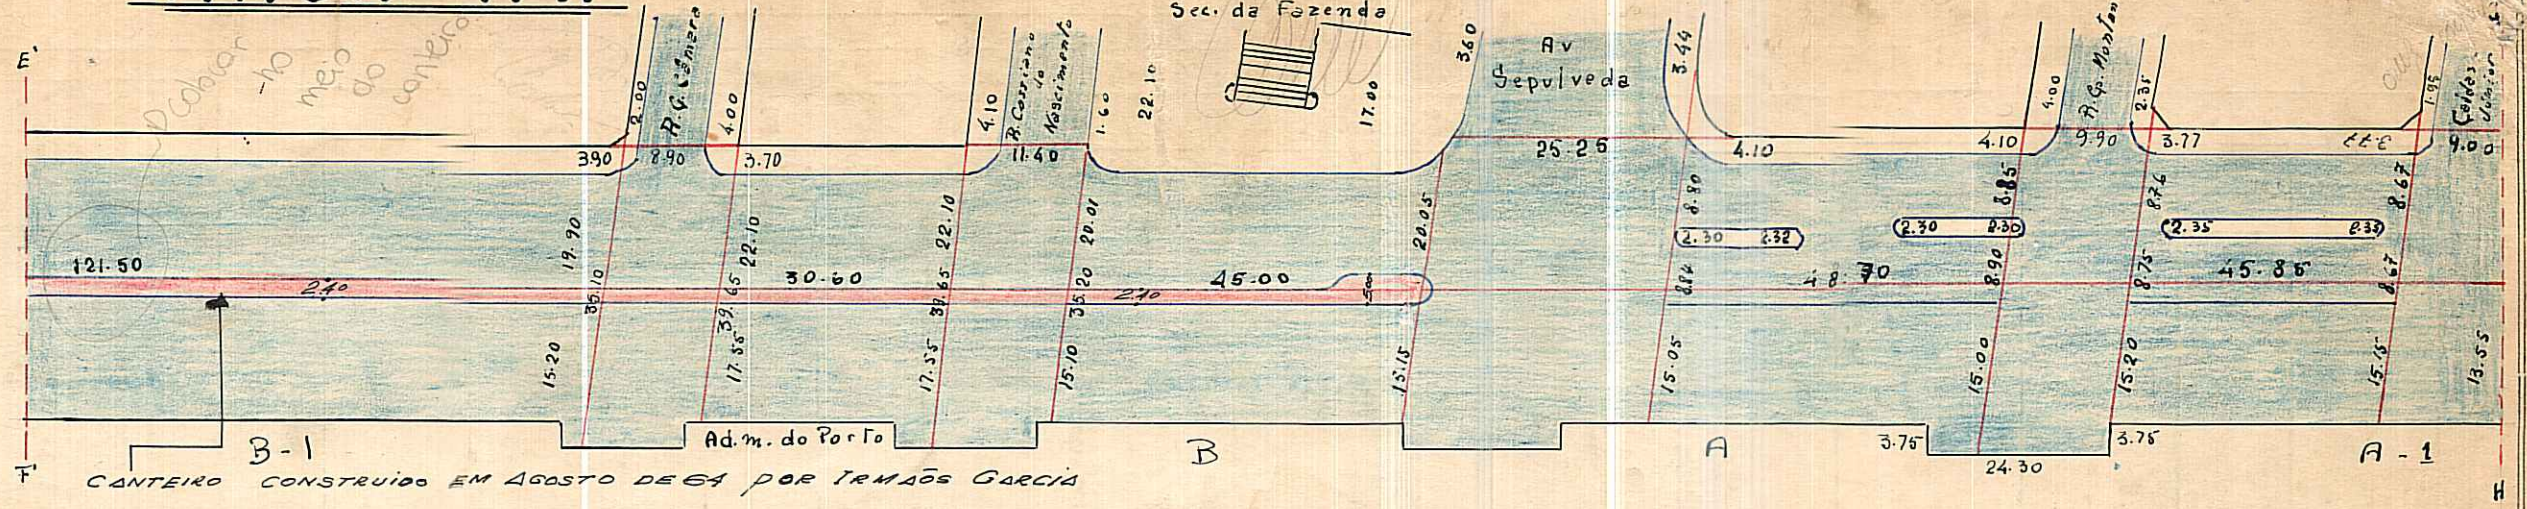 Sec. da Fazenda
E'
colocar
no
meio
do
canteiro
2.00
R. G. Câmara
4.00
4.10
R. Cassiano
do
Nascimento
1.60
22.10
17.00
3.60
Av
Sepulveda
3.44
4.00
2.35
1.95
Caldas
Júnior
3.90
8.90
3.70
11.40
25.25
4.10
4.10
9.90
3.77
3.77
9.00
19.90
22.10
22.10
20.01
20.05
8.80
8.85
8.76
8.67
2.30 2.32
2.30 2.30
2.35 2.35
121.50
2.40
35.10
39.65
30.60
39.65
35.20
2.40
45.00
5.00
8.84
48.70
8.90
8.75
45.85
8.67
15.20
17.55
17.55
15.10
15.15
15.05
15.00
15.20
15.15
13.55
F'
B-1
Ad.m. do Porto
B
A
3.75
24.30
3.75
A-1
H
CANTEIRO CONSTRUIDO EM AGOSTO DE 64 POR IRMAÕS GARCIA